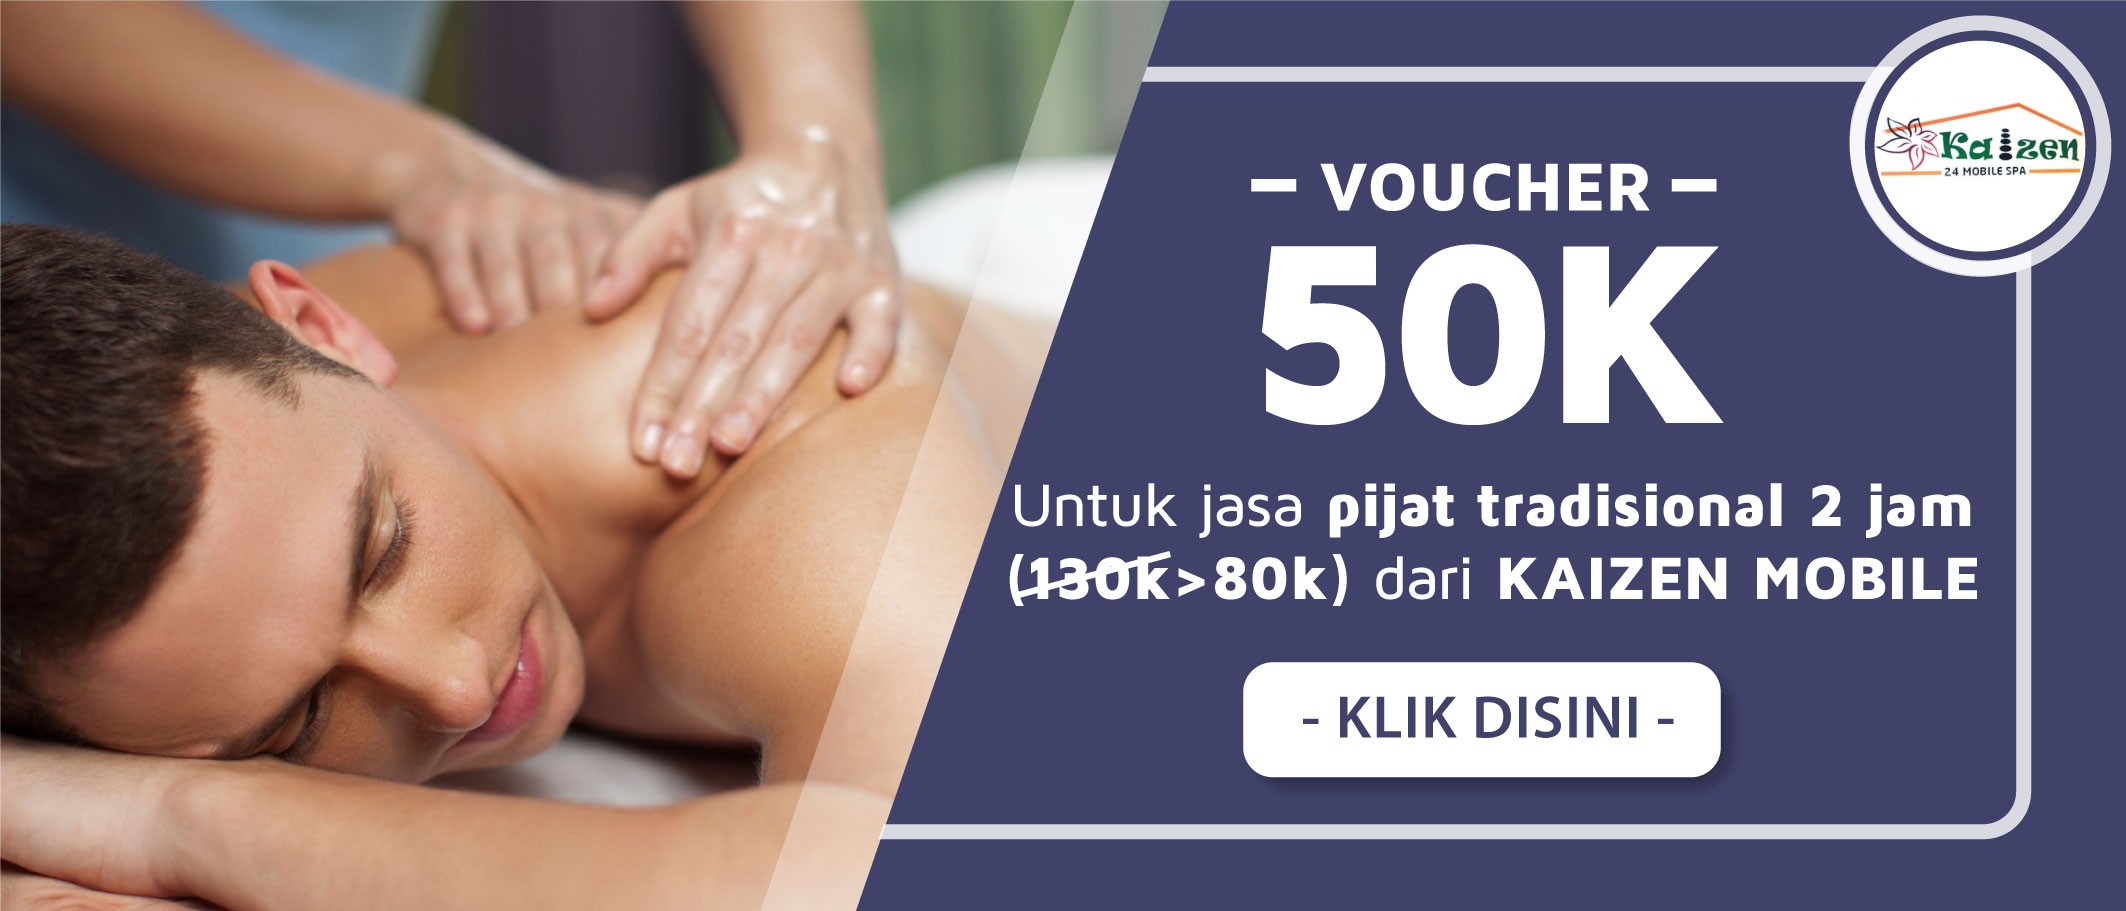 Kaizen
24 MOBILE SPA
– VOUCHER –
50K
Untuk jasa pijat tradisional 2 jam
(130k>80k) dari KAIZEN MOBILE
- KLIK DISINI -